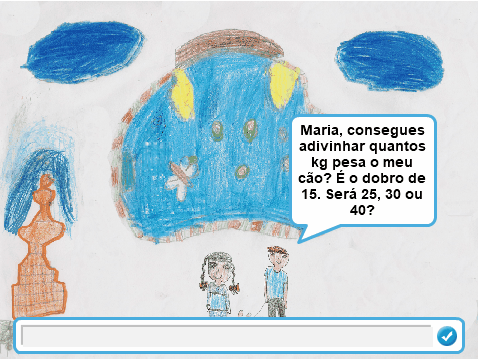 Maria, consegues
adivinhar quantos
kg pesa o meu
cão? É o dobro de
15. Será 25, 30 ou
40?